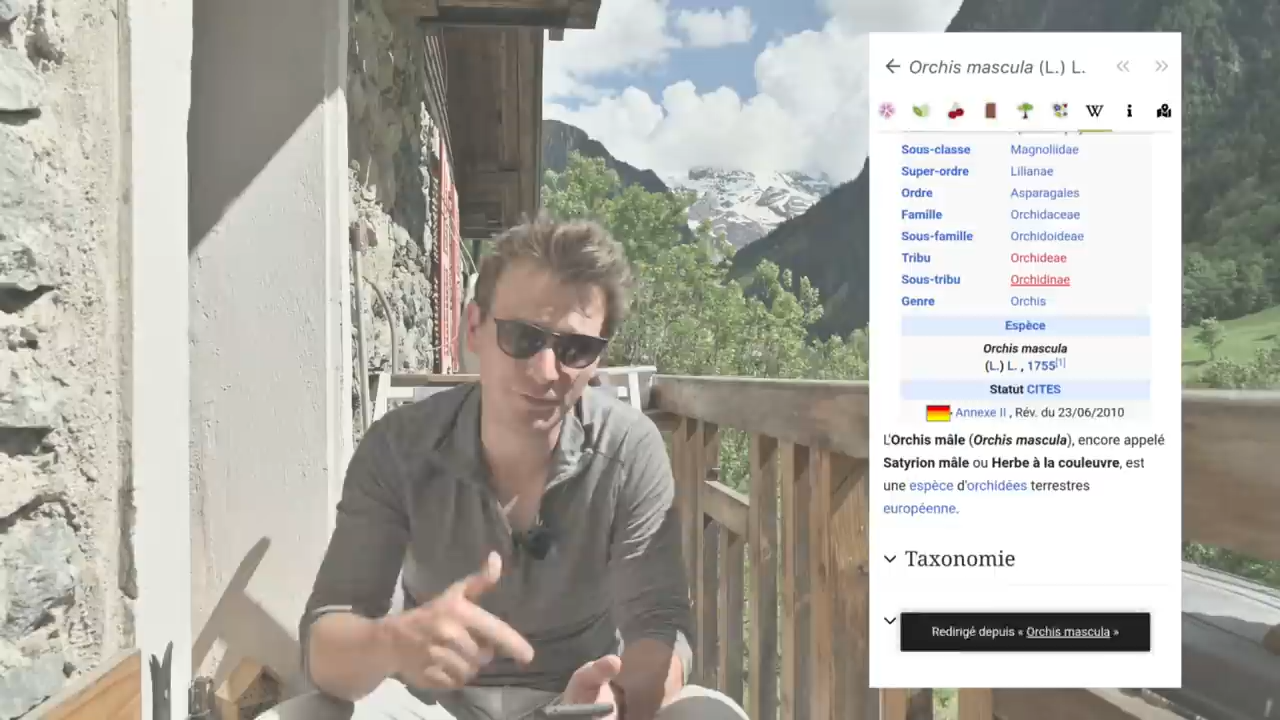 Orchis mascula (L.) L.
W
Sous-classe Magnoliidae
Super-ordre Lilianae
Ordre Asparagales
Famille Orchidaceae
Sous-famille Orchidoideae
Tribu Orchideae
Sous-tribu Orchidinae
Genre Orchis
Espèce
Orchis mascula
(L.) L. , 1755[1]
Statut CITES
Annexe II , Rév. du 23/06/2010
L'Orchis mâle (Orchis mascula), encore appelé
Satyrion mâle ou Herbe à la couleuvre, est
une espèce d'orchidées terrestres
européenne.
Taxonomie
Redirigé depuis « Orchis mascula »